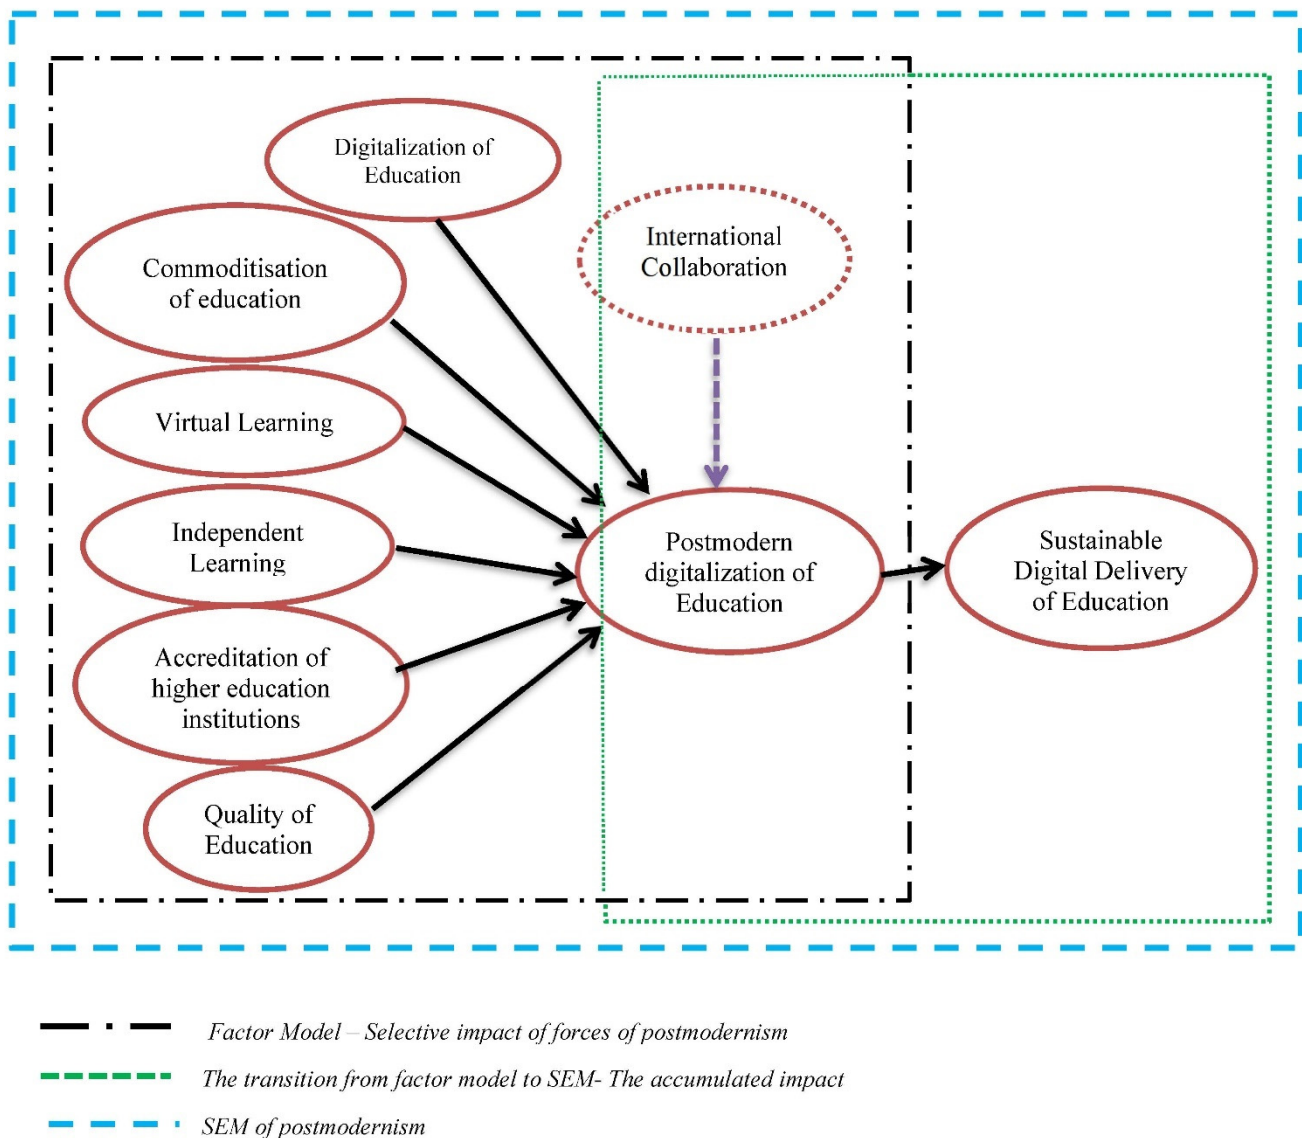 Digitalization of
Education
International
Collaboration
Commoditisation
of education
Virtual Learning
Independent
Learning
Postmodern
digitalization of
Education
Sustainable
Digital Delivery
of Education
Accreditation of
higher education
institutions
Quality of
Education
Factor Model – Selective impact of forces of postmodernism
The transition from factor model to SEM- The accumulated impact
SEM of postmodernism